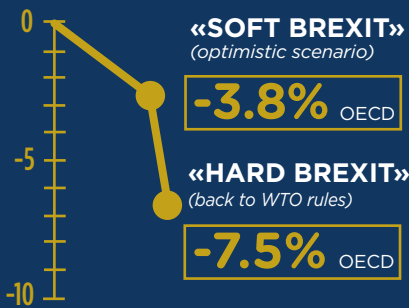 0
-5
-10
«SOFT BREXIT»
(optimistic scenario)
-3.8% OECD
«HARD BREXIT»
(back to WTO rules)
-7.5% OECD